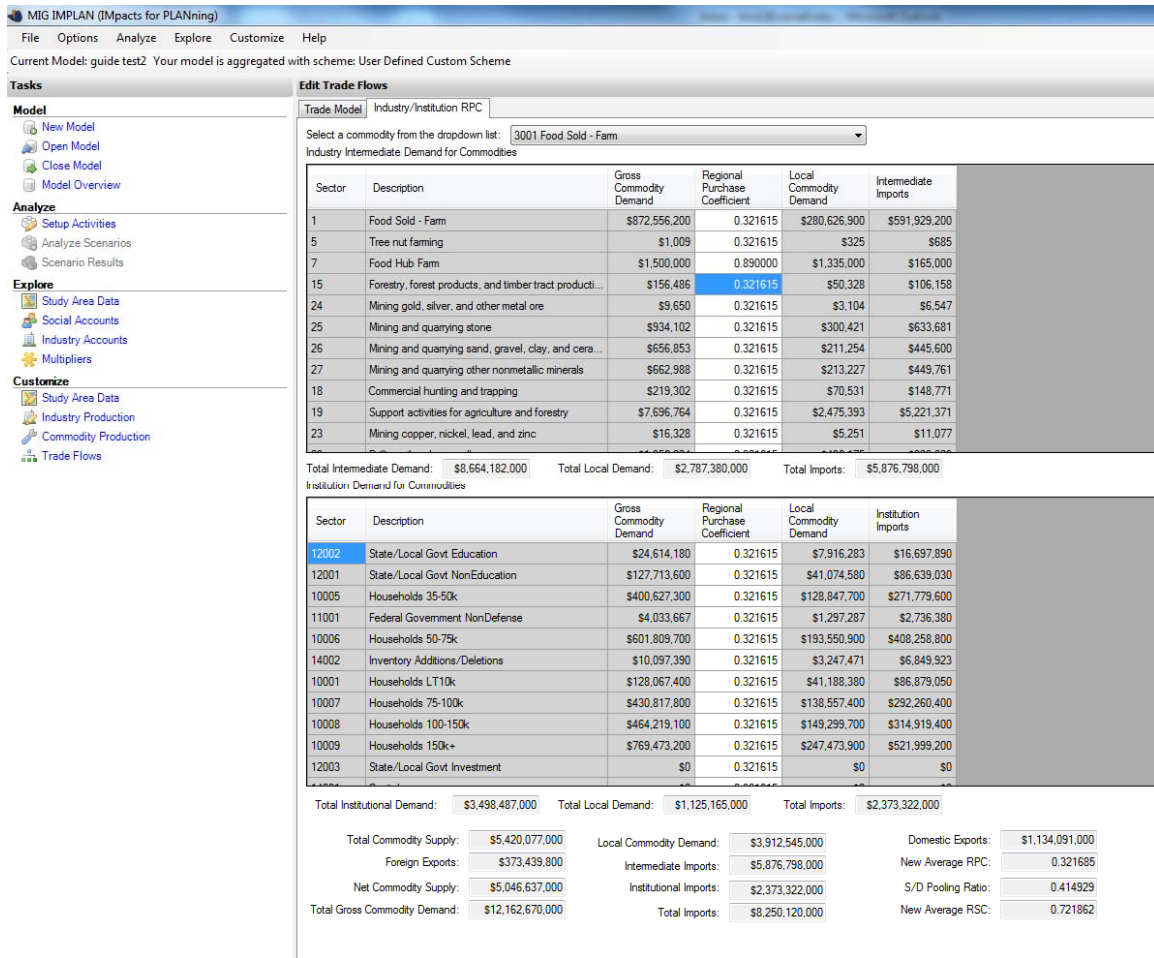 MIG IMPLAN (IMpacts for PLANning)
File Options Analyze Explore Customize Help
Current Model: guide test2 Your model is aggregated with scheme: User Defined Custom Scheme
Tasks
Model
New Model
Open Model
Close Model
Model Overview
Analyze
Setup Activities
Analyze Scenarios
Scenario Results
Explore
Study Area Data
Social Accounts
Industry Accounts
Multipliers
Customize
Study Area Data
Industry Production
Commodity Production
Trade Flows
Edit Trade Flows
Trade Model Industry/Institution RPC
Select a commodity from the dropdown list: 3001 Food Sold - Farm
Industry Intermediate Demand for Commodities
Sector Description Gross Commodity Demand Regional Purchase Coefficient Local Commodity Demand Intermediate Imports
1 Food Sold - Farm $872,556,200 0.321615 $280,626,900 $591,929,200
5 Tree nut farming $1,009 0.321615 $325 $685
7 Food Hub Farm $1,500,000 0.890000 $1,335,000 $165,000
15 Forestry, forest products, and timber tract producti... $156,486 0.321615 $50,328 $106,158
24 Mining gold, silver, and other metal ore $9,650 0.321615 $3,104 $6,547
25 Mining and quarrying stone $934,102 0.321615 $300,421 $633,681
26 Mining and quarrying sand, gravel, clay, and cera... $656,853 0.321615 $211,254 $445,600
27 Mining and quarrying other nonmetallic minerals $662,988 0.321615 $213,227 $449,761
18 Commercial hunting and trapping $219,302 0.321615 $70,531 $148,771
19 Support activities for agriculture and forestry $7,696,764 0.321615 $2,475,393 $5,221,371
23 Mining copper, nickel, lead, and zinc $16,328 0.321615 $5,251 $11,077
Total Intermediate Demand: $8,664,182,000 Total Local Demand: $2,787,380,000 Total Imports: $5,876,798,000
Institution Demand for Commodities
Sector Description Gross Commodity Demand Regional Purchase Coefficient Local Commodity Demand Institution Imports
12002 State/Local Govt Education $24,614,180 0.321615 $7,916,283 $16,697,890
12001 State/Local Govt NonEducation $127,713,600 0.321615 $41,074,580 $86,639,030
10005 Households 35-50k $400,627,300 0.321615 $128,847,700 $271,779,600
11001 Federal Government NonDefense $4,033,667 0.321615 $1,297,287 $2,736,380
10006 Households 50-75k $601,809,700 0.321615 $193,550,900 $408,258,800
14002 Inventory Additions/Deletions $10,097,390 0.321615 $3,247,471 $6,849,923
10001 Households LT10k $128,067,400 0.321615 $41,188,380 $86,879,050
10007 Households 75-100k $430,817,800 0.321615 $138,557,400 $292,260,400
10008 Households 100-150k $464,219,100 0.321615 $149,299,700 $314,919,400
10009 Households 150k+ $769,473,200 0.321615 $247,473,900 $521,999,200
12003 State/Local Govt Investment $0 0.321615 $0 $0
Total Institutional Demand: $3,498,487,000 Total Local Demand: $1,125,165,000 Total Imports: $2,373,322,000
Total Commodity Supply: $5,420,077,000 Local Commodity Demand: $3,912,545,000 Domestic Exports: $1,134,091,000
Foreign Exports: $373,439,800 Intermediate Imports: $5,876,798,000 New Average RPC: 0.321685
Net Commodity Supply: $5,046,637,000 Institutional Imports: $2,373,322,000 S/D Pooling Ratio: 0.414929
Total Gross Commodity Demand: $12,162,670,000 Total Imports: $8,250,120,000 New Average RSC: 0.721862